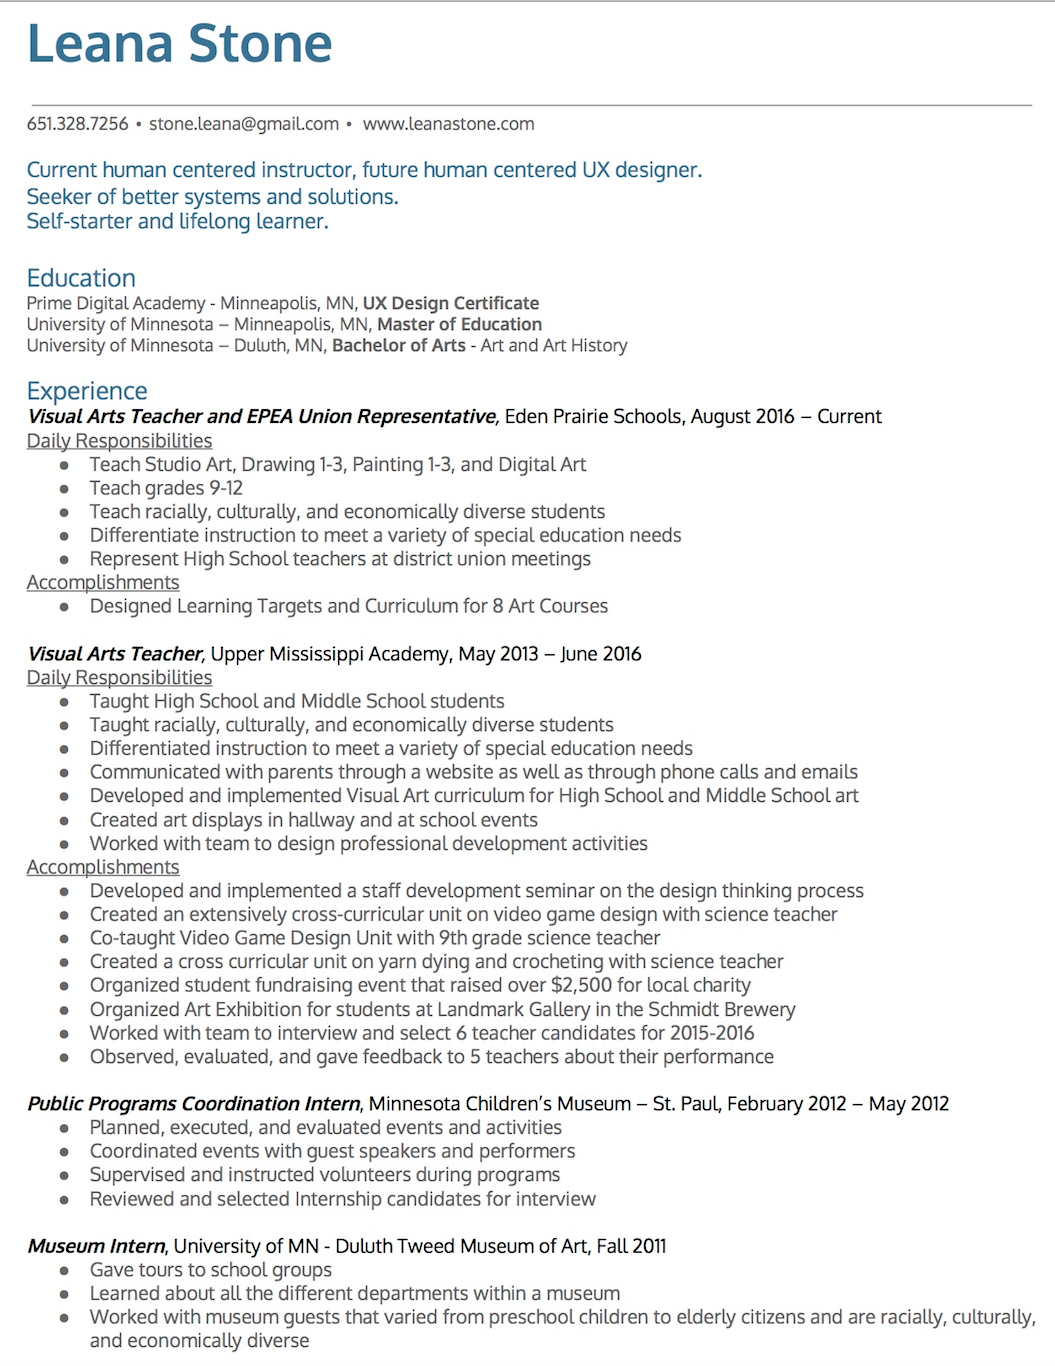 Leana Stone
651.328.7256 • stone.leana@gmail.com • www.leanastone.com
Current human centered instructor, future human centered UX designer.
Seeker of better systems and solutions.
Self-starter and lifelong learner.
Education
Prime Digital Academy - Minneapolis, MN, UX Design Certificate
University of Minnesota – Minneapolis, MN, Master of Education
University of Minnesota – Duluth, MN, Bachelor of Arts - Art and Art History
Experience
Visual Arts Teacher and EPEA Union Representative, Eden Prairie Schools, August 2016 – Current
Daily Responsibilities
● Teach Studio Art, Drawing 1-3, Painting 1-3, and Digital Art
● Teach grades 9-12
● Teach racially, culturally, and economically diverse students
● Differentiate instruction to meet a variety of special education needs
● Represent High School teachers at district union meetings
Accomplishments
● Designed Learning Targets and Curriculum for 8 Art Courses
Visual Arts Teacher, Upper Mississippi Academy, May 2013 – June 2016
Daily Responsibilities
● Taught High School and Middle School students
● Taught racially, culturally, and economically diverse students
● Differentiated instruction to meet a variety of special education needs
● Communicated with parents through a website as well as through phone calls and emails
● Developed and implemented Visual Art curriculum for High School and Middle School art
● Created art displays in hallway and at school events
● Worked with team to design professional development activities
Accomplishments
● Developed and implemented a staff development seminar on the design thinking process
● Created an extensively cross-curricular unit on video game design with science teacher
● Co-taught Video Game Design Unit with 9th grade science teacher
● Created a cross curricular unit on yarn dying and crocheting with science teacher
● Organized student fundraising event that raised over $2,500 for local charity
● Organized Art Exhibition for students at Landmark Gallery in the Schmidt Brewery
● Worked with team to interview and select 6 teacher candidates for 2015-2016
● Observed, evaluated, and gave feedback to 5 teachers about their performance
Public Programs Coordination Intern, Minnesota Children's Museum – St. Paul, February 2012 – May 2012
● Planned, executed, and evaluated events and activities
● Coordinated events with guest speakers and performers
● Supervised and instructed volunteers during programs
● Reviewed and selected Internship candidates for interview
Museum Intern, University of MN - Duluth Tweed Museum of Art, Fall 2011
● Gave tours to school groups
● Learned about all the different departments within a museum
● Worked with museum guests that varied from preschool children to elderly citizens and are racially, culturally,
and economically diverse